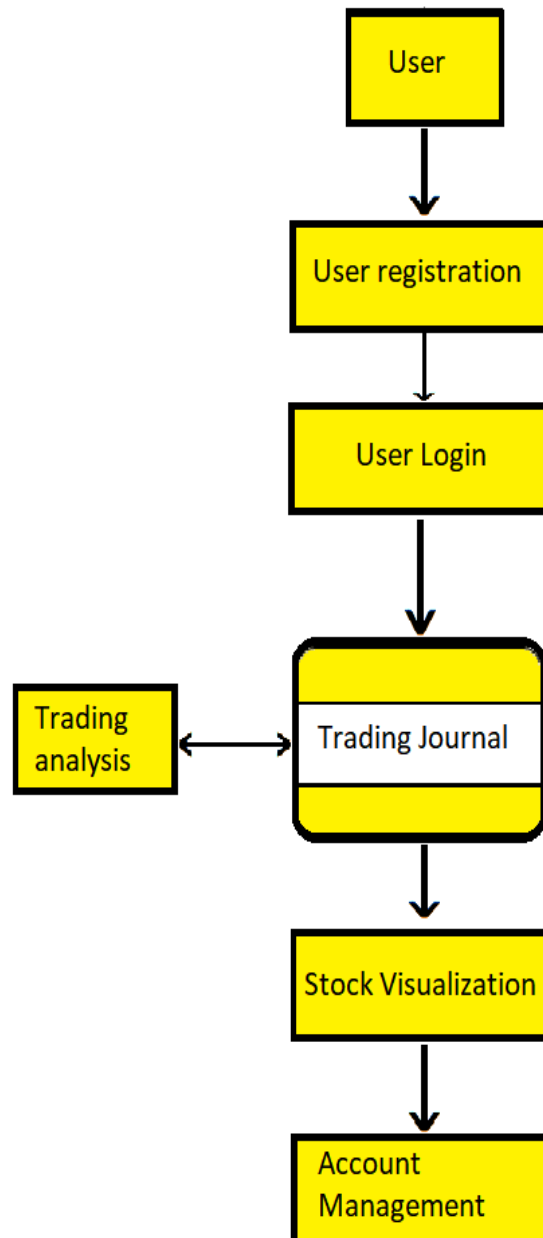 User
User registration
User Login
Trading
analysis
Trading Journal
Stock Visualization
Account
Management